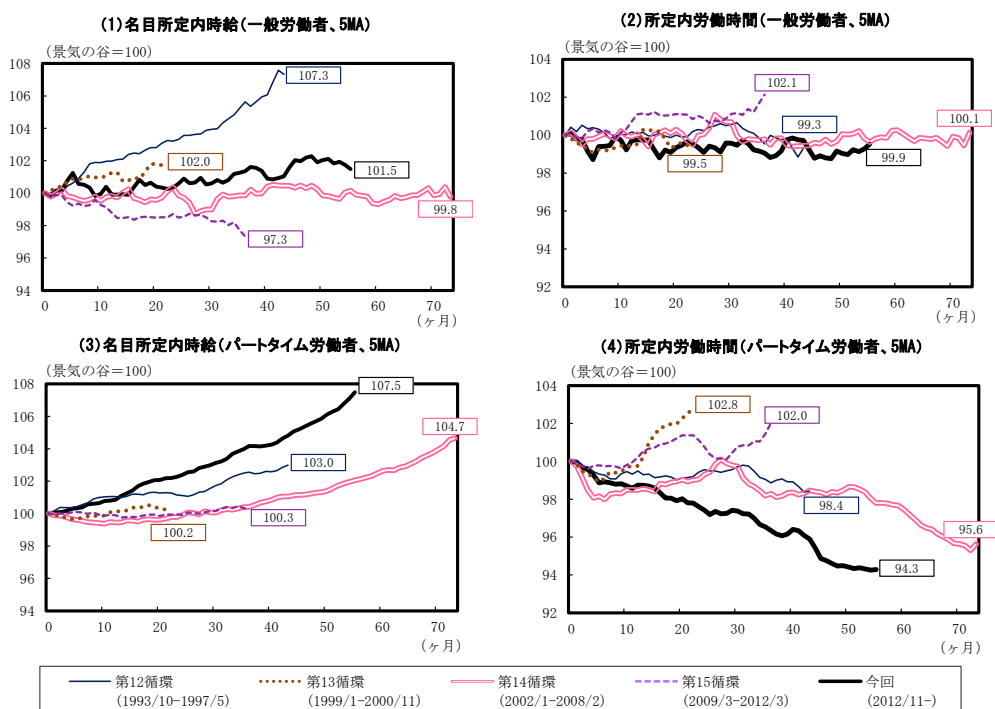 (1)名目所定内時給(一般労働者、5MA)
(景気の谷=100)
108
106
104
102
100
98
96
94
107.3
102.0
101.5
99.8
97.3
0 10 20 30 40 50 60 70
(ヶ月)
(2)所定内労働時間(一般労働者、5MA)
(景気の谷=100)
104
102
100
98
96
94
92
102.1
99.3
100.1
99.5
99.9
0 10 20 30 40 50 60 70
(ヶ月)
(3)名目所定内時給(パートタイム労働者、5MA)
(景気の谷=100)
108
106
104
102
100
98
96
94
107.5
104.7
103.0
100.3
100.2
0 10 20 30 40 50 60 70
(ヶ月)
(4)所定内労働時間(パートタイム労働者、5MA)
(景気の谷=100)
104
102
100
98
96
94
92
102.8
102.0
98.4
95.6
94.3
0 10 20 30 40 50 60 70
(ヶ月)
第12循環 第13循環 第14循環 第15循環 今回
(1993/10-1997/5) (1999/1-2000/11) (2002/1-2008/2) (2009/3-2012/3) (2012/11-)